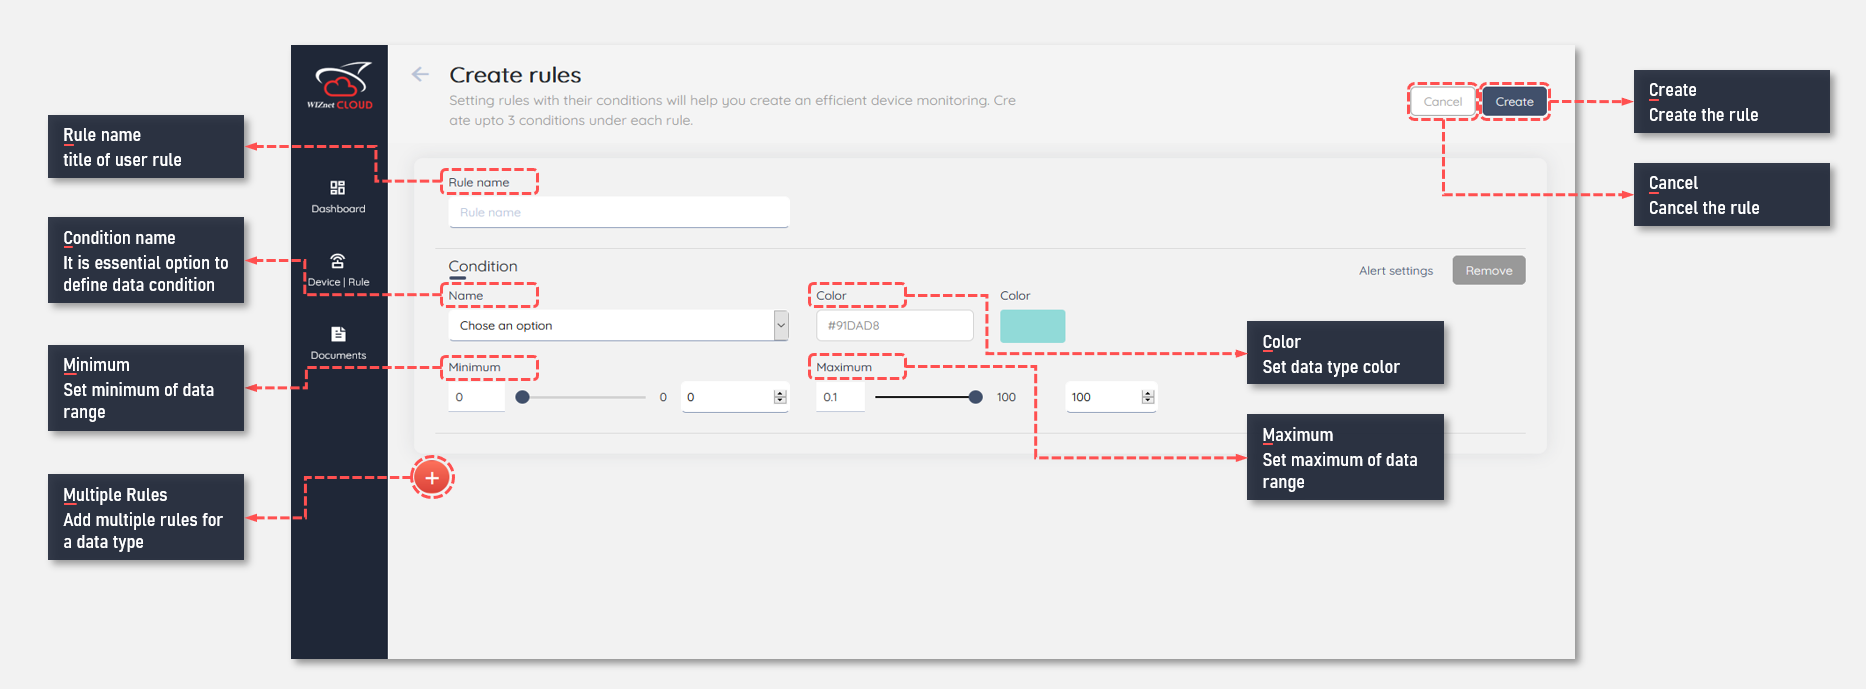 WIZnet CLOUD
Dashboard
Device | Rule
Documents
Create rules
Setting rules with their conditions will help you create an efficient device monitoring. Cre
ate upto 3 conditions under each rule.
Cancel
Create
Rule name
Rule name
Condition
Alert settings
Remove
Name
Color
Color
Chose an option
#91DAD8
Minimum
Maximum
0
0
0
0.1
100
100
+
Rule name
title of user rule
Condition name
It is essential option to
define data condition
Minimum
Set minimum of data
range
Multiple Rules
Add multiple rules for
a data type
Create
Create the rule
Cancel
Cancel the rule
Color
Set data type color
Maximum
Set maximum of data
range